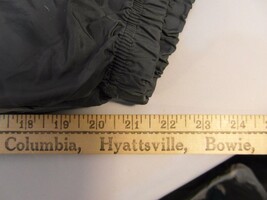 18 19 20 21 22 23 24
Columbia, Hyattsville, Bowie,